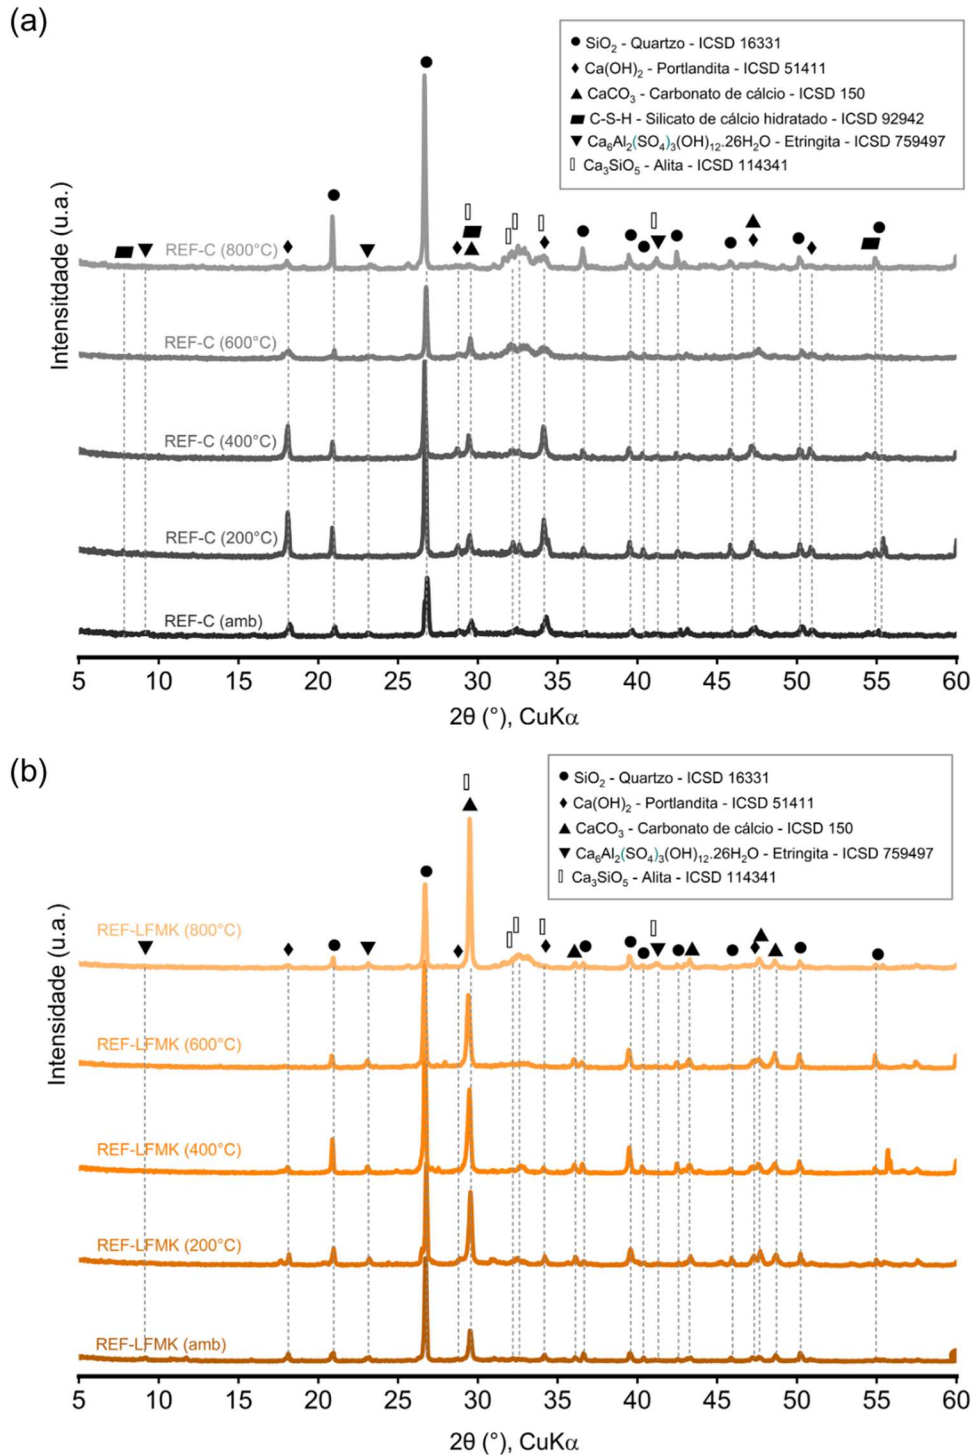 (a)
SiO₂ - Quartzo - ICSD 16331
Ca(OH)₂ - Portlandita - ICSD 51411
CaCO₃ - Carbonato de cálcio - ICSD 150
C-S-H - Silicato de cálcio hidratado - ICSD 92942
Ca₆Al₂(SO₄)₃(OH)₁₂.26H₂O - Etringita - ICSD 759497
Ca₃SiO₅ - Alita - ICSD 114341
Intensitdade (u.a.)
REF-C (800°C)
REF-C (600°C)
REF-C (400°C)
REF-C (200°C)
REF-C (amb)
5 10 15 20 25 30 35 40 45 50 55 60
2θ (°), CuKα
(b)
SiO₂ - Quartzo - ICSD 16331
Ca(OH)₂ - Portlandita - ICSD 51411
CaCO₃ - Carbonato de cálcio - ICSD 150
Ca₆Al₂(SO₄)₃(OH)₁₂.26H₂O - Etringita - ICSD 759497
Ca₃SiO₅ - Alita - ICSD 114341
Intensidade (u.a.)
REF-LFMK (800°C)
REF-LFMK (600°C)
REF-LFMK (400°C)
REF-LFMK (200°C)
REF-LFMK (amb)
5 10 15 20 25 30 35 40 45 50 55 60
2θ (°), CuKα